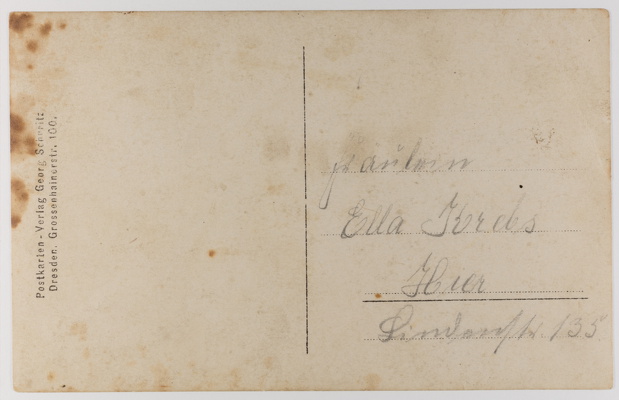 Postkarten-Verlag Georg
Dresden, Grossenhainerstr. 100.
Fräulein
Ella Krebs
Hier
Lindenstr. 135